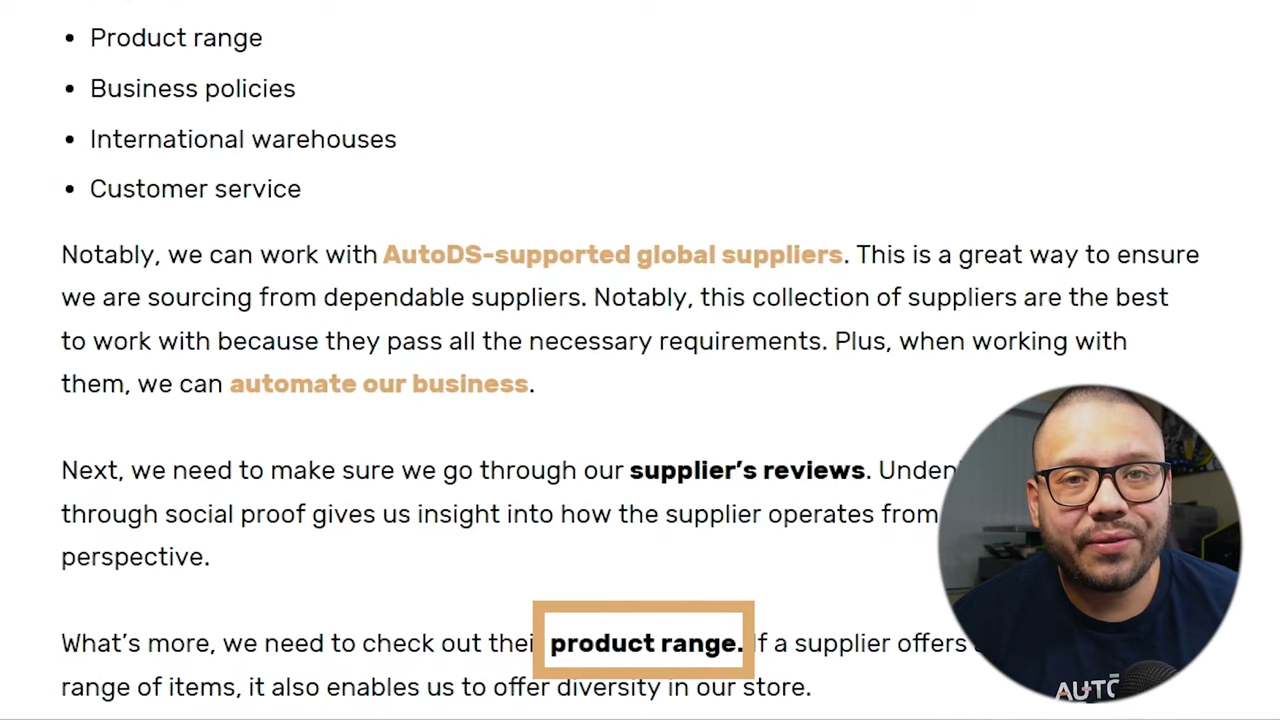 Product range
Business policies
International warehouses
Customer service
Notably, we can work with AutoDS-supported global suppliers. This is a great way to ensure
we are sourcing from dependable suppliers. Notably, this collection of suppliers are the best
to work with because they pass all the necessary requirements. Plus, when working with
them, we can automate our business.
Next, we need to make sure we go through our supplier’s reviews.
through social proof gives us insight into how the supplier operates from
perspective.
What’s more, we need to check out product range. If a supplier offers
range of items, it also enables us to offer diversity in our store.